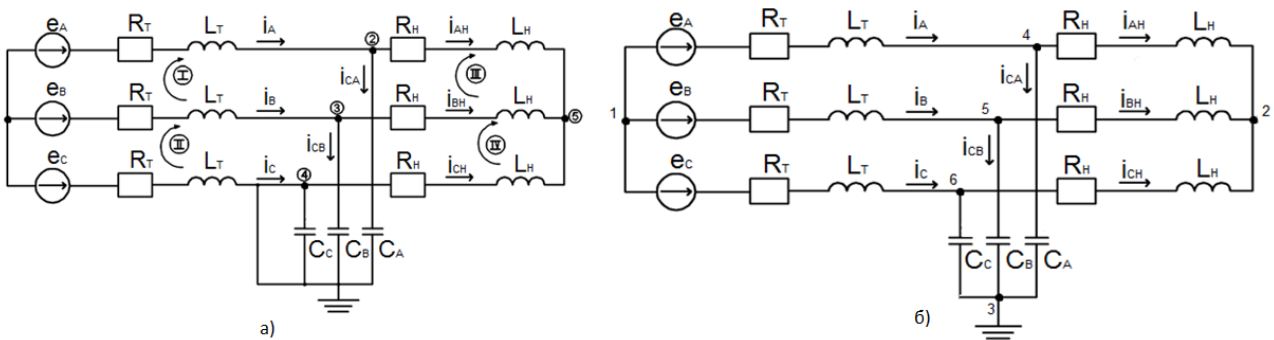 eA RT LT iA ② RH iAH LH
Ⅰ iCA Ⅲ
eB RT LT iB ③ RH iBH LH ⑤
Ⅱ iCB Ⅳ
eC RT LT iC ④ RH iCH LH
CC CB CA
а)
eA RT LT iA 4 RH iAH LH
iCA
1 eB RT LT iB 5 RH iBH LH 2
iCB
eC RT LT iC 6 RH iCH LH
CC CB CA
3
б)